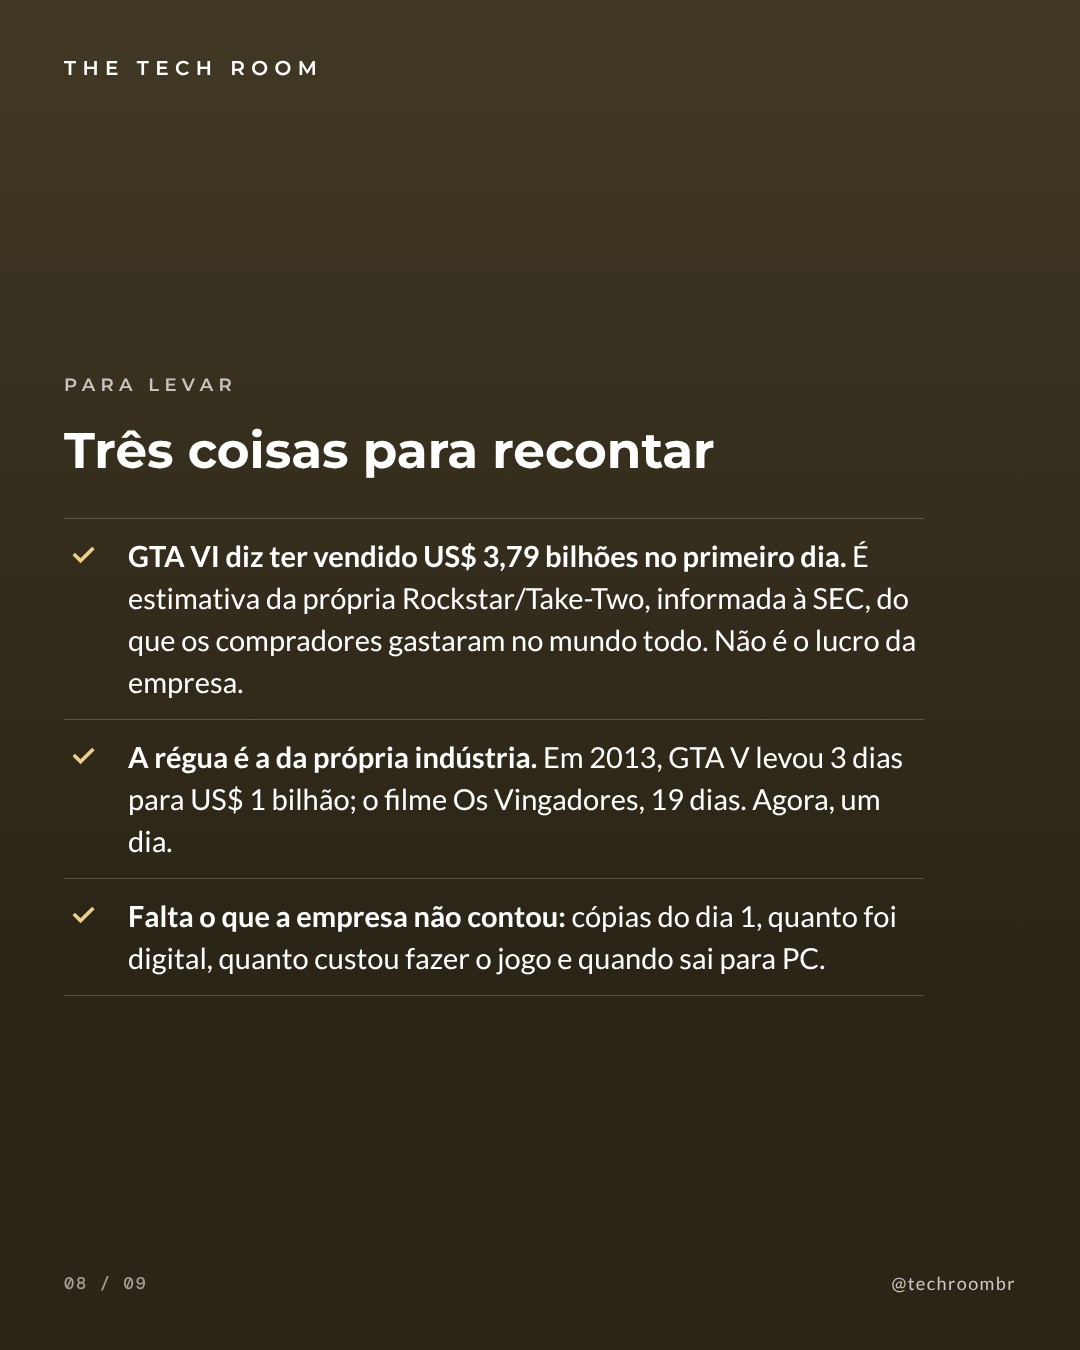 THE TECH ROOM
PARA LEVAR
Três coisas para recontar
GTA VI diz ter vendido US$ 3,79 bilhões no primeiro dia. É
estimativa da própria Rockstar/Take-Two, informada à SEC, do
que os compradores gastaram no mundo todo. Não é o lucro da
empresa.
A régua é a da própria indústria. Em 2013, GTA V levou 3 dias
para US$ 1 bilhão; o filme Os Vingadores, 19 dias. Agora, um
dia.
Falta o que a empresa não contou: cópias do dia 1, quanto foi
digital, quanto custou fazer o jogo e quando sai para PC.
08 / 09
@techroombr